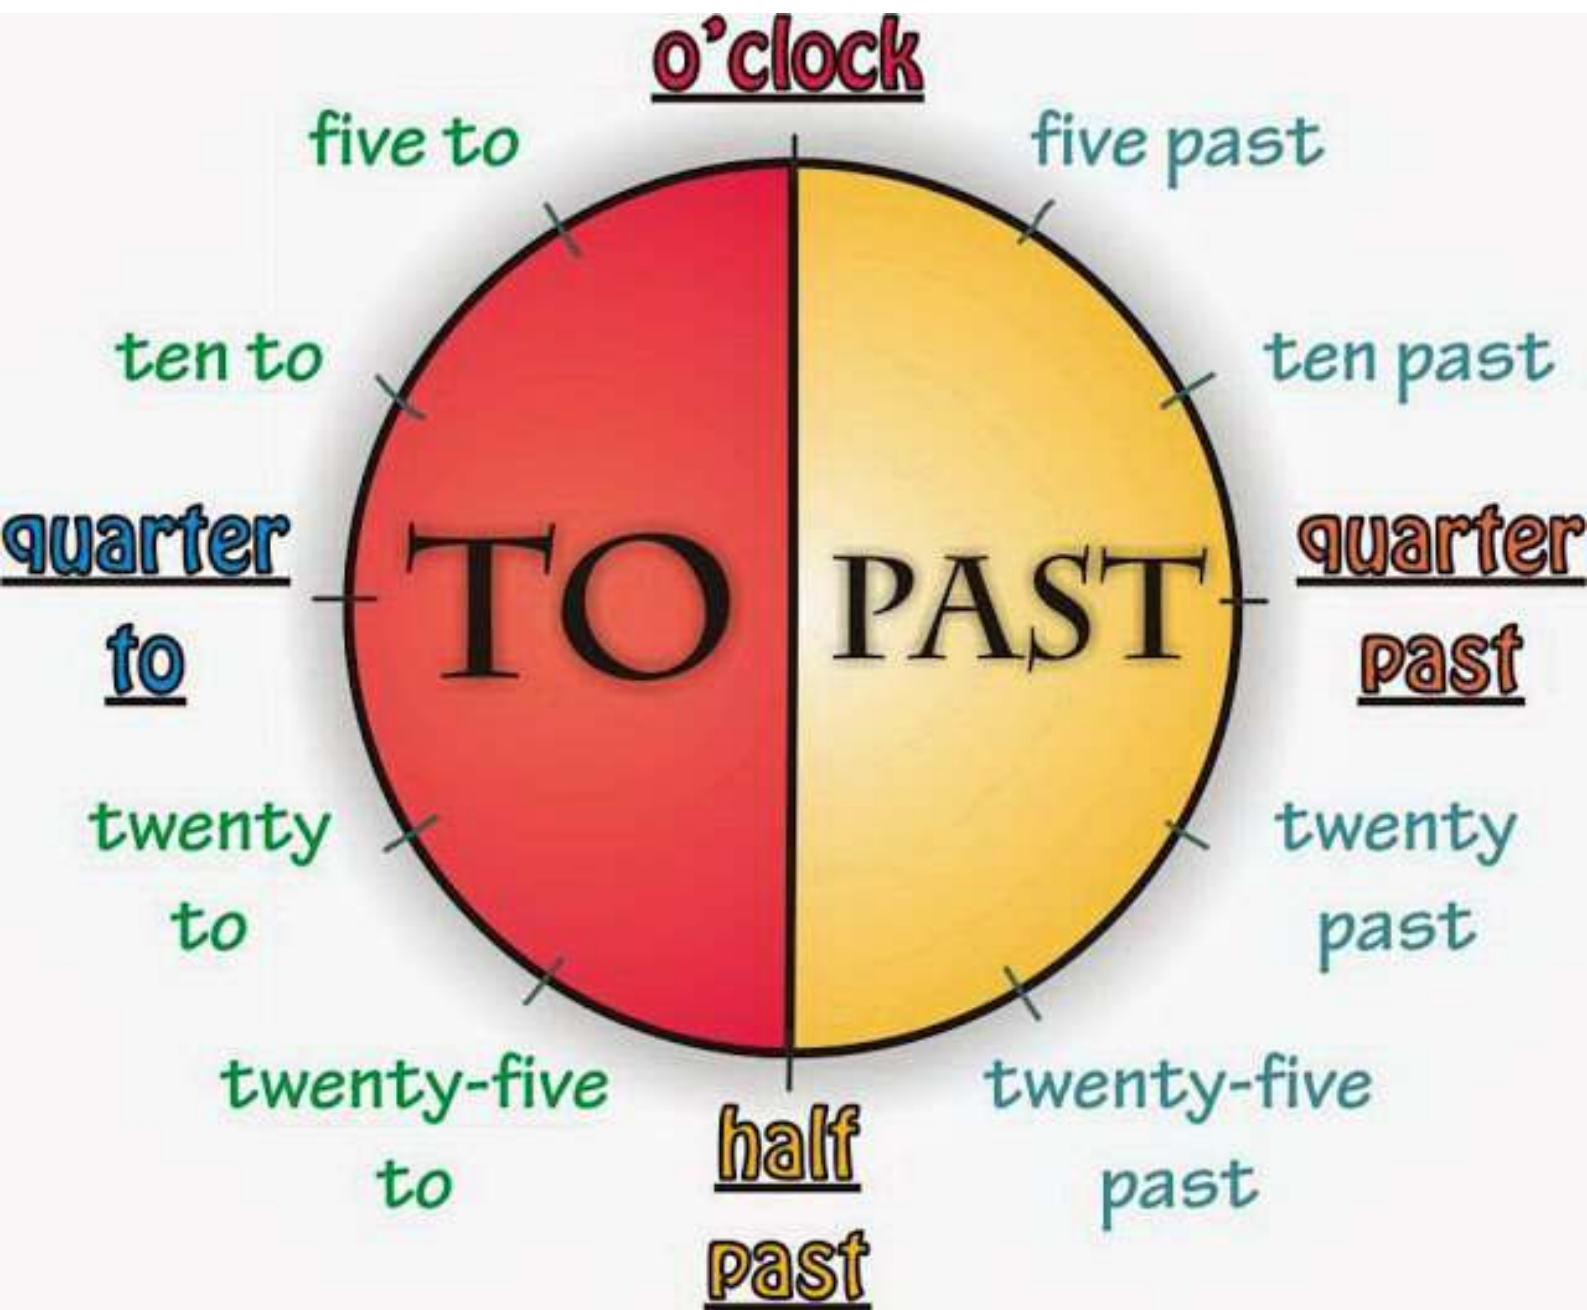 o'clock
five to
five past
ten to
ten past
quarter
to
TO
PAST
quarter
past
twenty
to
twenty
past
twenty-five
to
half
past
twenty-five
past